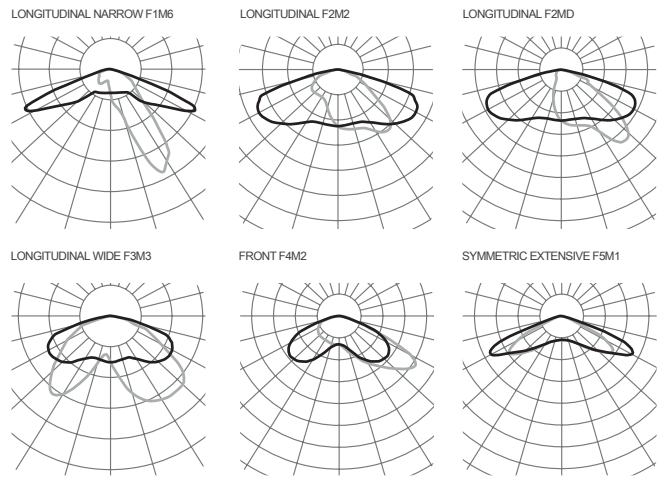 LONGITUDINAL NARROW F1M6
LONGITUDINAL F2M2
LONGITUDINAL F2MD
LONGITUDINAL WIDE F3M3
FRONT F4M2
SYMMETRIC EXTENSIVE F5M1